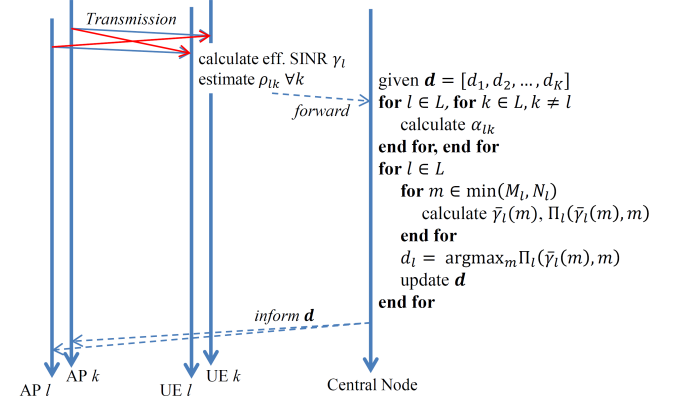 Transmission
calculate eff. SINR γ_l
estimate ρ_lk ∀k
forward
given d = [d_1, d_2, …, d_K]
for l ∈ L, for k ∈ L, k ≠ l
calculate α_lk
end for, end for
for l ∈ L
for m ∈ min(M_l, N_l)
calculate γ̄_l(m), Π_l(γ̄_l(m), m)
end for
d_l = argmax_m Π_l(γ̄_l(m), m)
update d
end for
inform d
AP l
AP k
UE l
UE k
Central Node